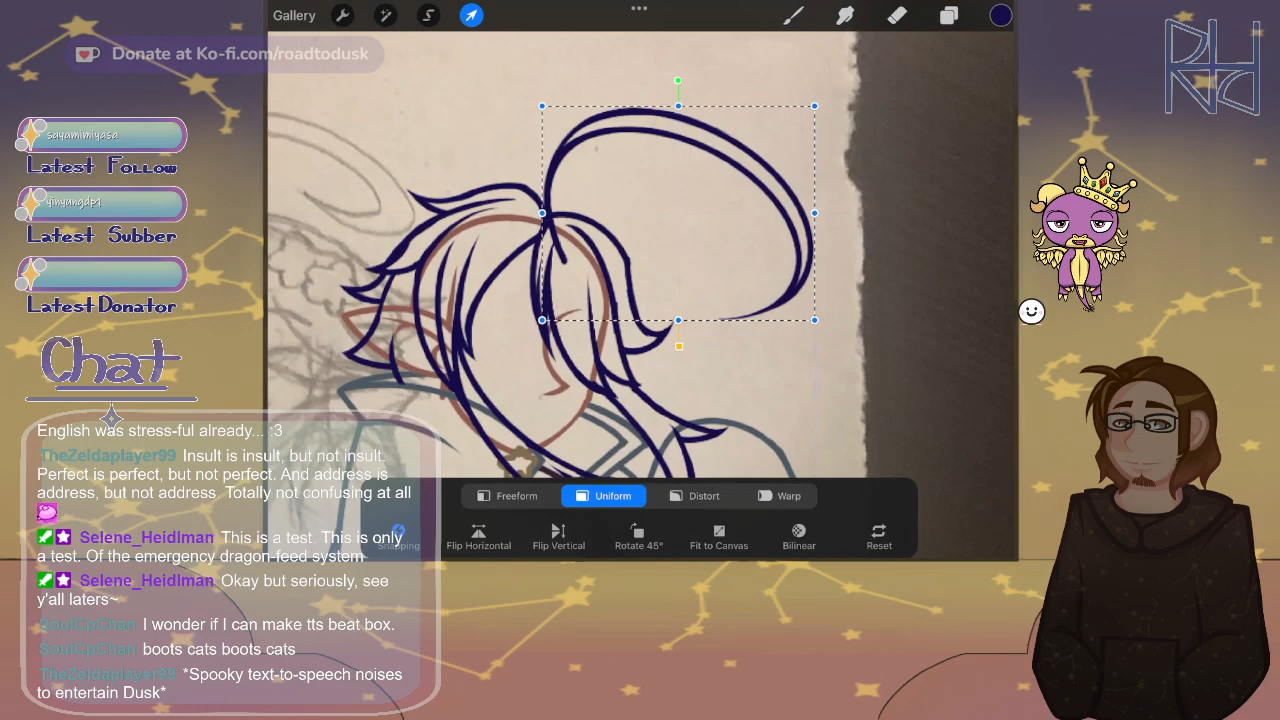 Gallery
Donate at Ko-fi.com/roadtodusk
sayamimiyasa
Latest Follow
yinyangdp1
Latest Subber
Latest Donator
Chat
English was stress-ful already... :3
TheZeldaplayer99 Insult is insult, but not insult.
Perfect is perfect, but not perfect. And address is
address, but not address. Totally not confusing at all
Selene_Heidlman This is a test. This is only
a test. Of the emergency dragon-feed system
Selene_Heidlman Okay but seriously, see
y'all laters~
SoulCpChan I wonder if I can make tts beat box.
SoulCpChan boots cats boots cats
TheZeldaplayer99 *Spooky text-to-speech noises
to entertain Dusk*
Freeform Uniform Distort Warp
Snapping Flip Horizontal Flip Vertical Rotate 45° Fit to Canvas Bilinear Reset